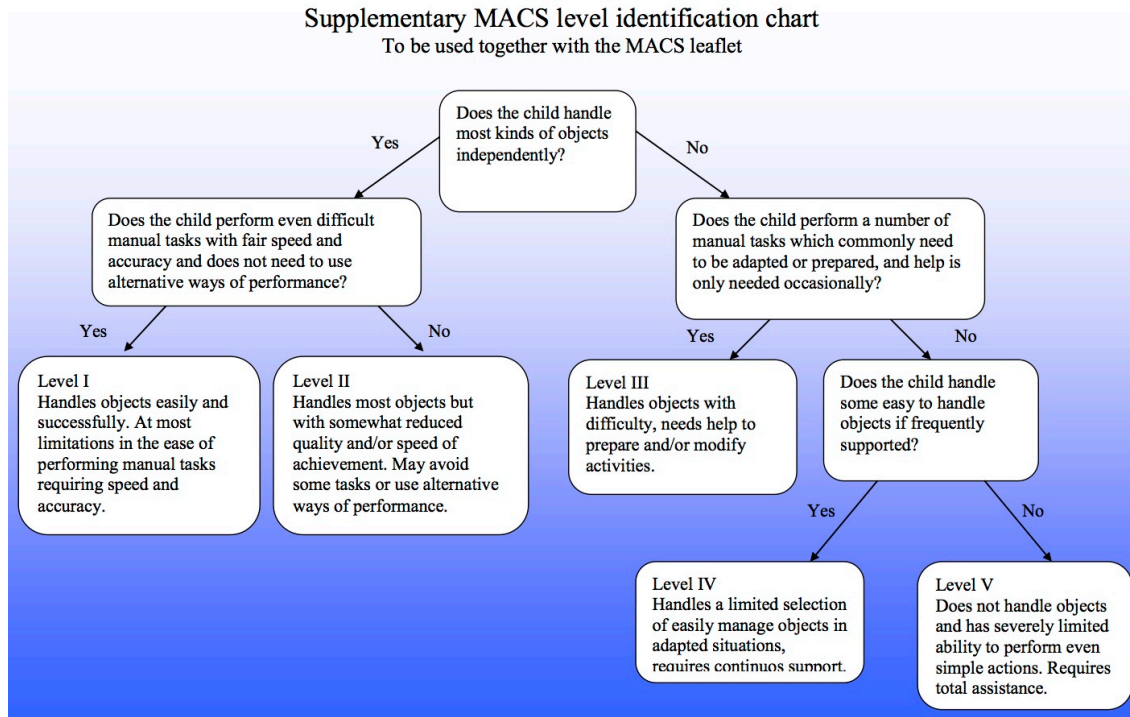 Supplementary MACS level identification chart
To be used together with the MACS leaflet
Does the child handle
most kinds of objects
independently?
Yes
No
Does the child perform even difficult
manual tasks with fair speed and
accuracy and does not need to use
alternative ways of performance?
Does the child perform a number of
manual tasks which commonly need
to be adapted or prepared, and help is
only needed occasionally?
Yes
No
Yes
No
Level I
Handles objects easily and
successfully. At most
limitations in the ease of
performing manual tasks
requiring speed and
accuracy.
Level II
Handles most objects but
with somewhat reduced
quality and/or speed of
achievement. May avoid
some tasks or use alternative
ways of performance.
Level III
Handles objects with
difficulty, needs help to
prepare and/or modify
activities.
Does the child handle
some easy to handle
objects if frequently
supported?
Yes
No
Level IV
Handles a limited selection
of easily manage objects in
adapted situations,
requires continuos support.
Level V
Does not handle objects
and has severely limited
ability to perform even
simple actions. Requires
total assistance.